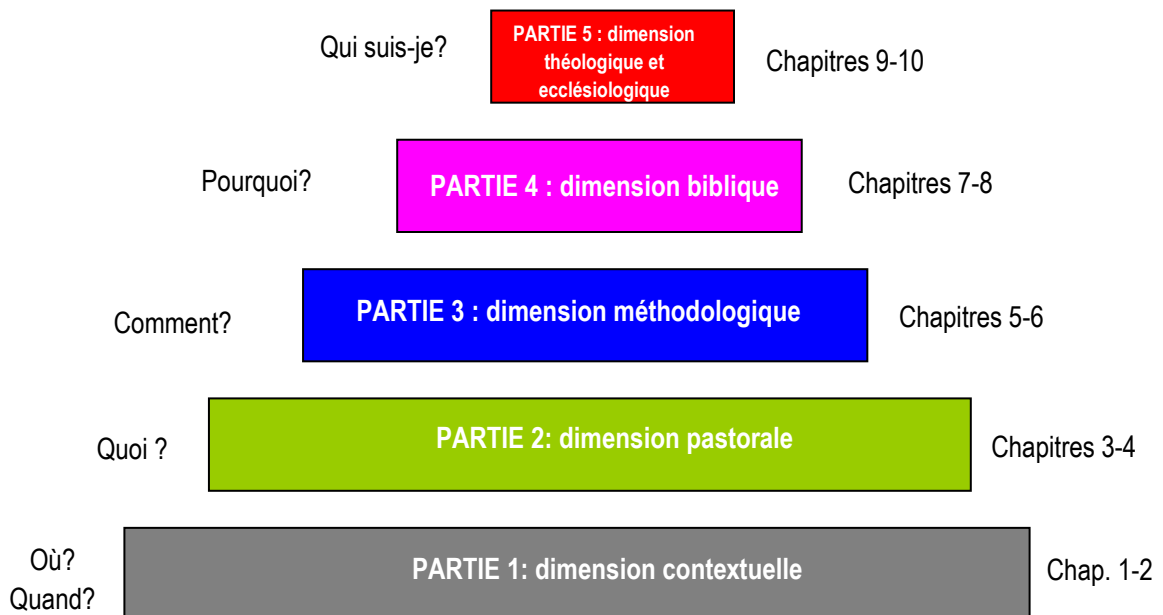 Qui suis-je?
PARTIE 5 : dimension
théologique et
ecclésiologique
Chapitres 9-10
Pourquoi?
PARTIE 4 : dimension biblique
Chapitres 7-8
Comment?
PARTIE 3 : dimension méthodologique
Chapitres 5-6
Quoi ?
PARTIE 2: dimension pastorale
Chapitres 3-4
Où?
Quand?
PARTIE 1: dimension contextuelle
Chap. 1-2